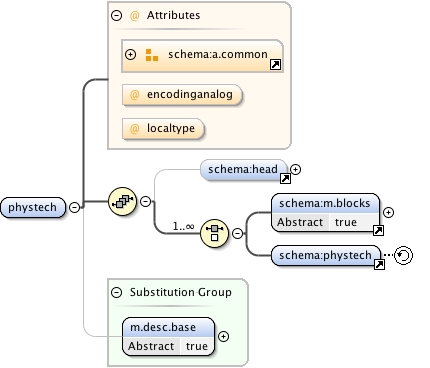 @ Attributes
schema:a.common
@ encodinganalog
@ localtype
schema:head
phystech
1..∞
schema:m.blocks
Abstract true
schema:phystech
Substitution Group
m.desc.base
Abstract true